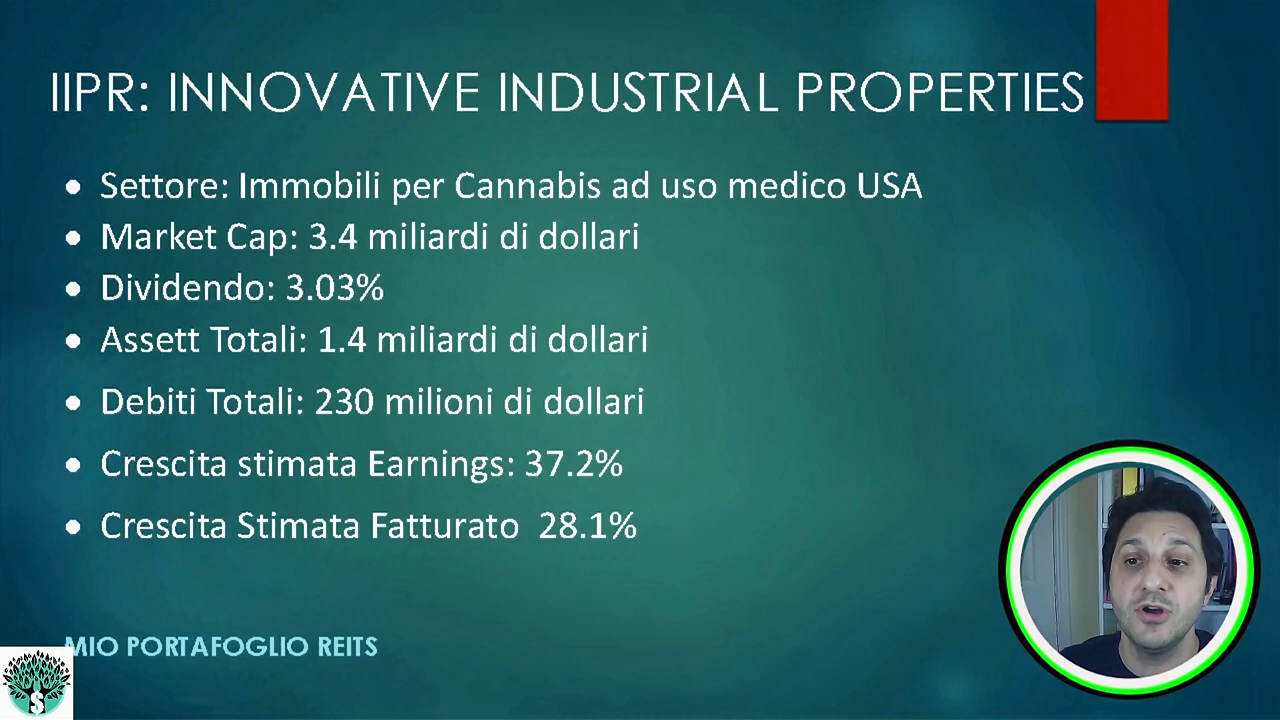 IIPR: INNOVATIVE INDUSTRIAL PROPERTIES
• Settore: Immobili per Cannabis ad uso medico USA
• Market Cap: 3.4 miliardi di dollari
• Dividendo: 3.03%
• Assett Totali: 1.4 miliardi di dollari
• Debiti Totali: 230 milioni di dollari
• Crescita stimata Earnings: 37.2%
• Crescita Stimata Fatturato 28.1%
MIO PORTAFOGLIO REITS
$